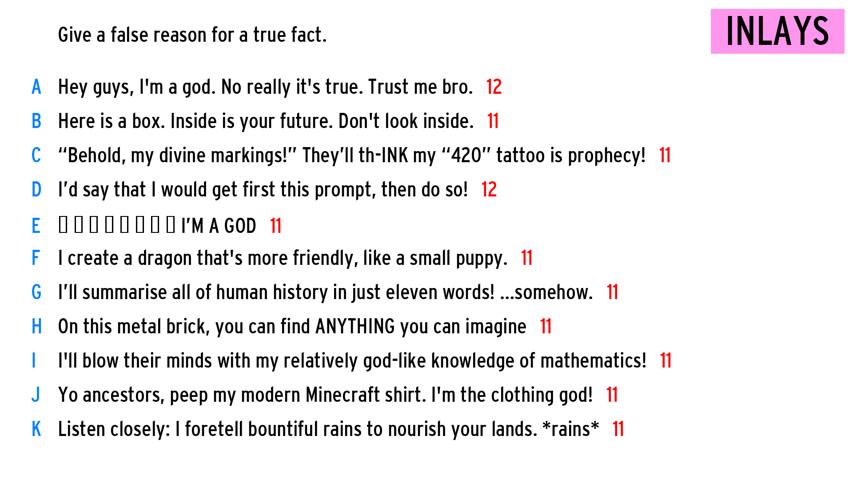 Give a false reason for a true fact.
INLAYS
A Hey guys, I'm a god. No really it's true. Trust me bro. 12
B Here is a box. Inside is your future. Don't look inside. 11
C “Behold, my divine markings!” They’ll th-INK my “420” tattoo is prophecy! 11
D I’d say that I would get first this prompt, then do so! 12
E ▯ ▯ ▯ ▯ ▯ ▯ ▯ ▯ I’M A GOD 11
F I create a dragon that's more friendly, like a small puppy. 11
G I’ll summarise all of human history in just eleven words! ...somehow. 11
H On this metal brick, you can find ANYTHING you can imagine 11
I I'll blow their minds with my relatively god-like knowledge of mathematics! 11
J Yo ancestors, peep my modern Minecraft shirt. I'm the clothing god! 11
K Listen closely: I foretell bountiful rains to nourish your lands. *rains* 11